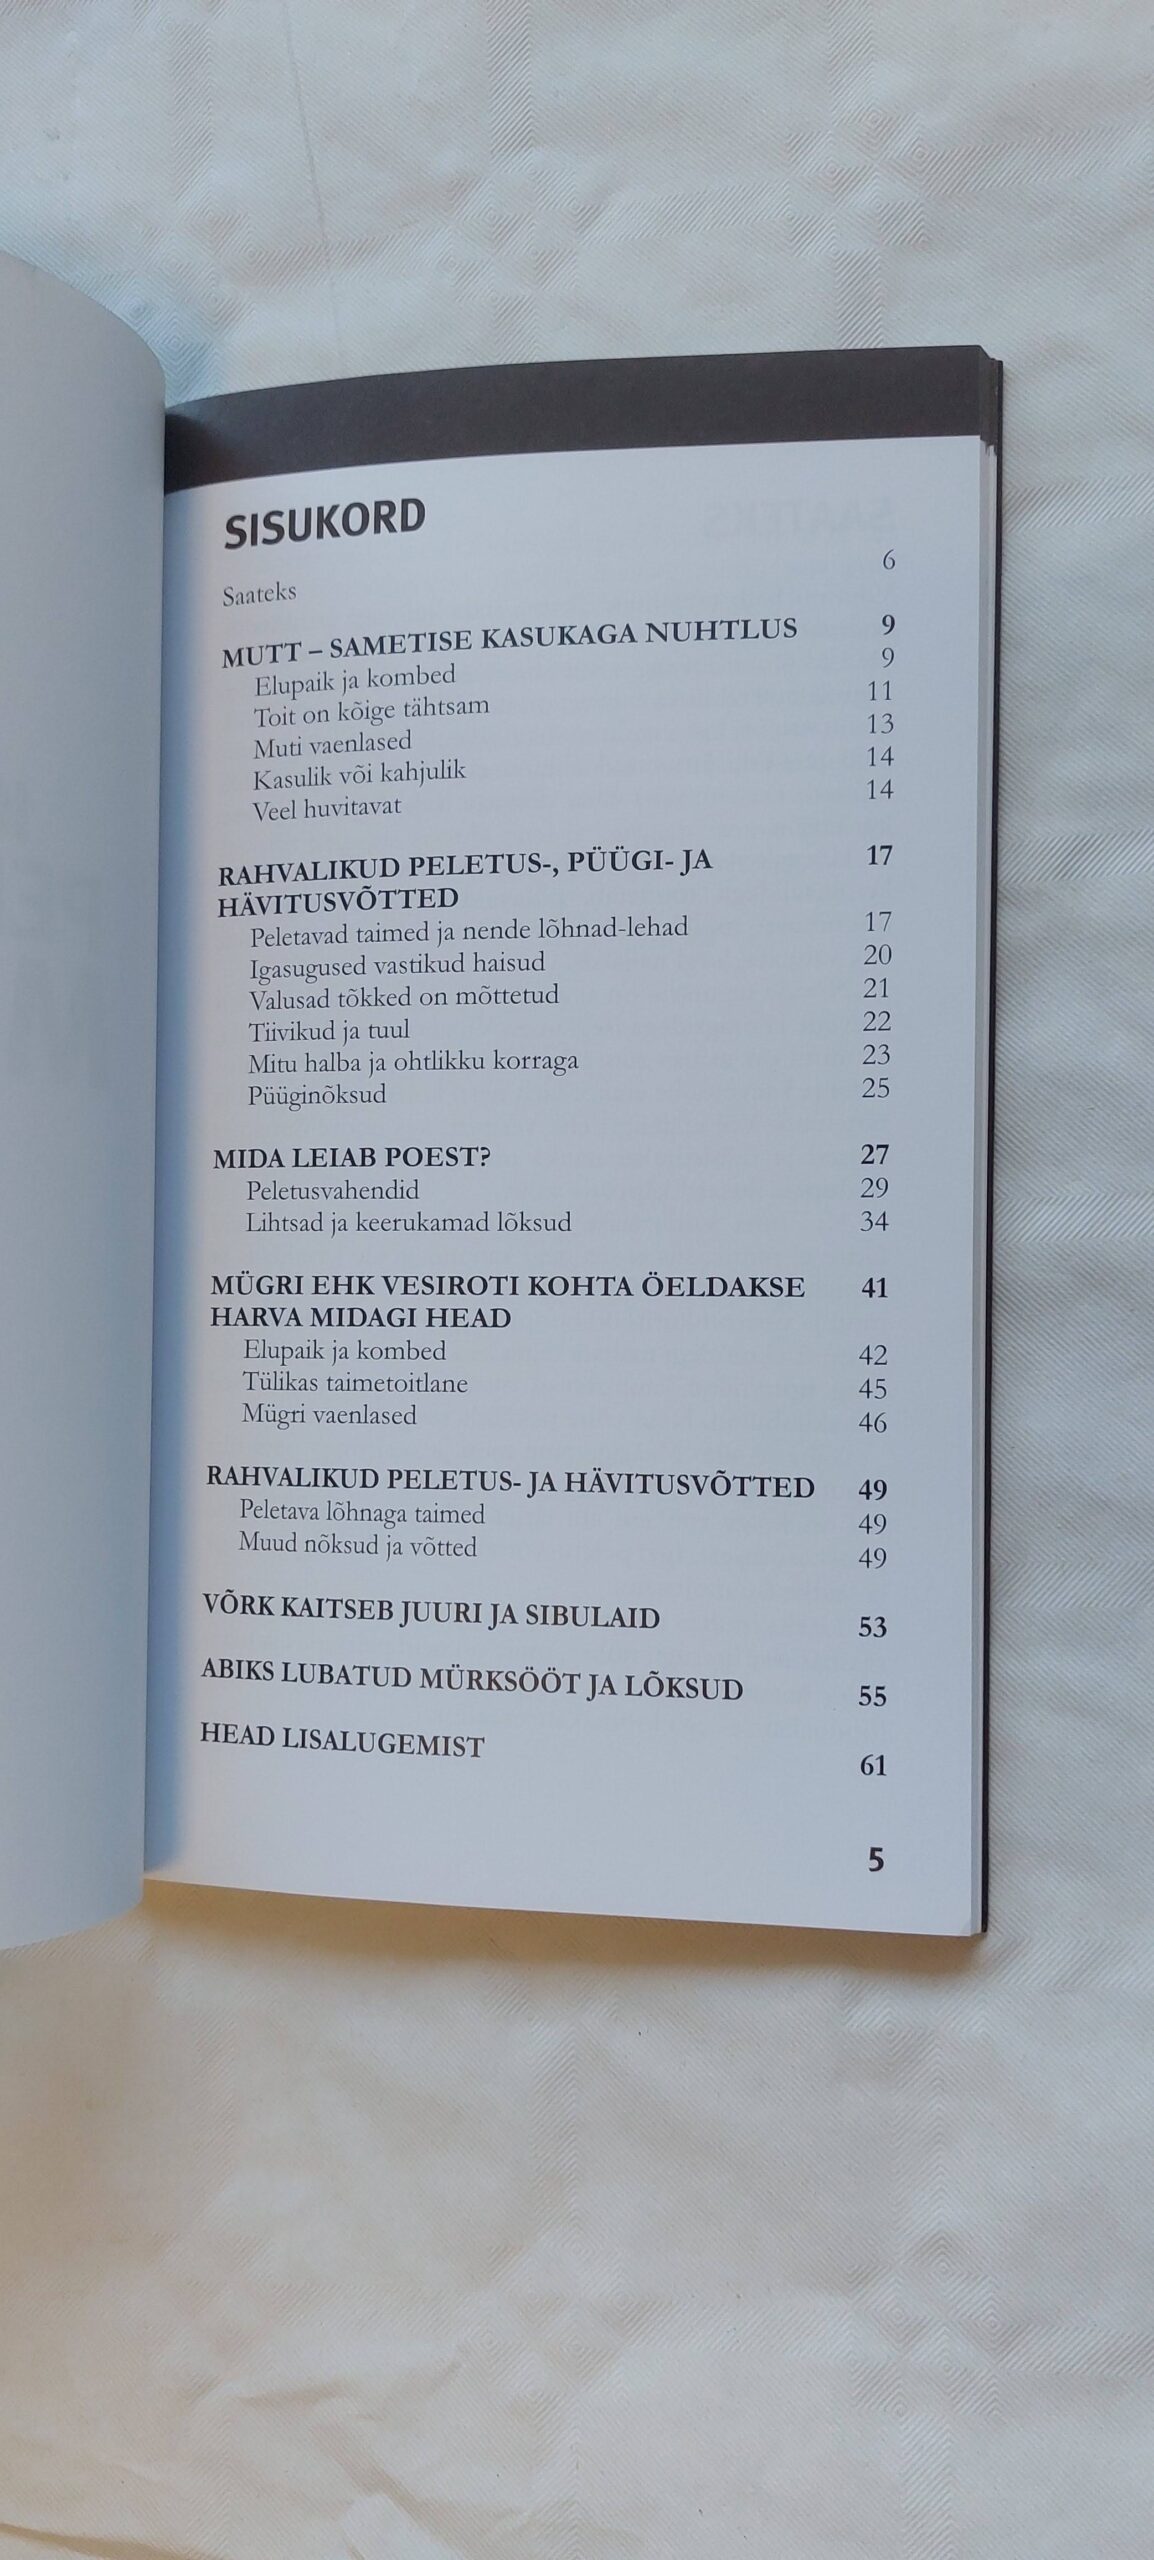 SISUKORD
Saateks 6
MUTT – SAMETISE KASUKAGA NUHTLUS 9
Elupaik ja kombed 9
Toit on kõige tähtsam 11
Muti vaenlased 13
Kasulik või kahjulik 14
Veel huvitavat 14
RAHVALIKUD PELETUS-, PÜÜGI- JA 17
HÄVITUSVÕTTED
Peletavad taimed ja nende lõhnad-lehad 17
Igasugused vastikud haisud 20
Valusad tõkked on mõttetud 21
Tiivikud ja tuul 22
Mitu halba ja ohtlikku korraga 23
Püüginõksud 25
MIDA LEIAB POEST? 27
Peletusvahendid 29
Lihtsad ja keerukamad lõksud 34
MÜGRI EHK VESIROTI KOHTA ÖELDAKSE 41
HARVA MIDAGI HEAD
Elupaik ja kombed 42
Tülikas taimetoitlane 45
Mügri vaenlased 46
RAHVALIKUD PELETUS- JA HÄVITUSVÕTTED 49
Peletava lõhnaga taimed 49
Muud nõksud ja võtted 49
VÕRK KAITSEB JUURI JA SIBULAID 53
ABIKS LUBATUD MÜRKSÖÖT JA LÕKSUD 55
HEAD LISALUGEMIST 61
5